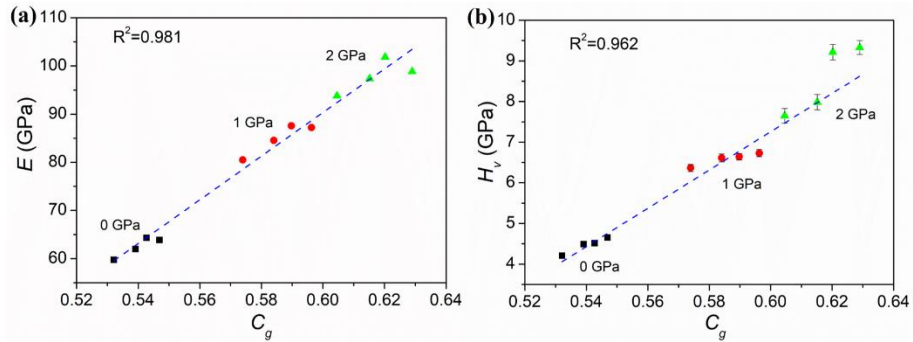 (a)
R²=0.981
2 GPa
1 GPa
0 GPa
E (GPa)
110
100
90
80
70
60
0.52 0.54 0.56 0.58 0.60 0.62 0.64
C_g
(b)
R²=0.962
2 GPa
1 GPa
0 GPa
H_v (GPa)
10
9
8
7
6
5
4
0.52 0.54 0.56 0.58 0.60 0.62 0.64
C_g